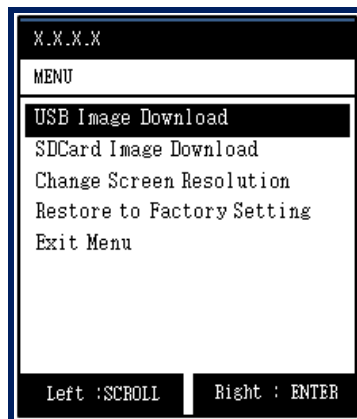 X.X.X.X
MENU
USB Image Download
SDCard Image Download
Change Screen Resolution
Restore to Factory Setting
Exit Menu
Left :SCROLL Right : ENTER